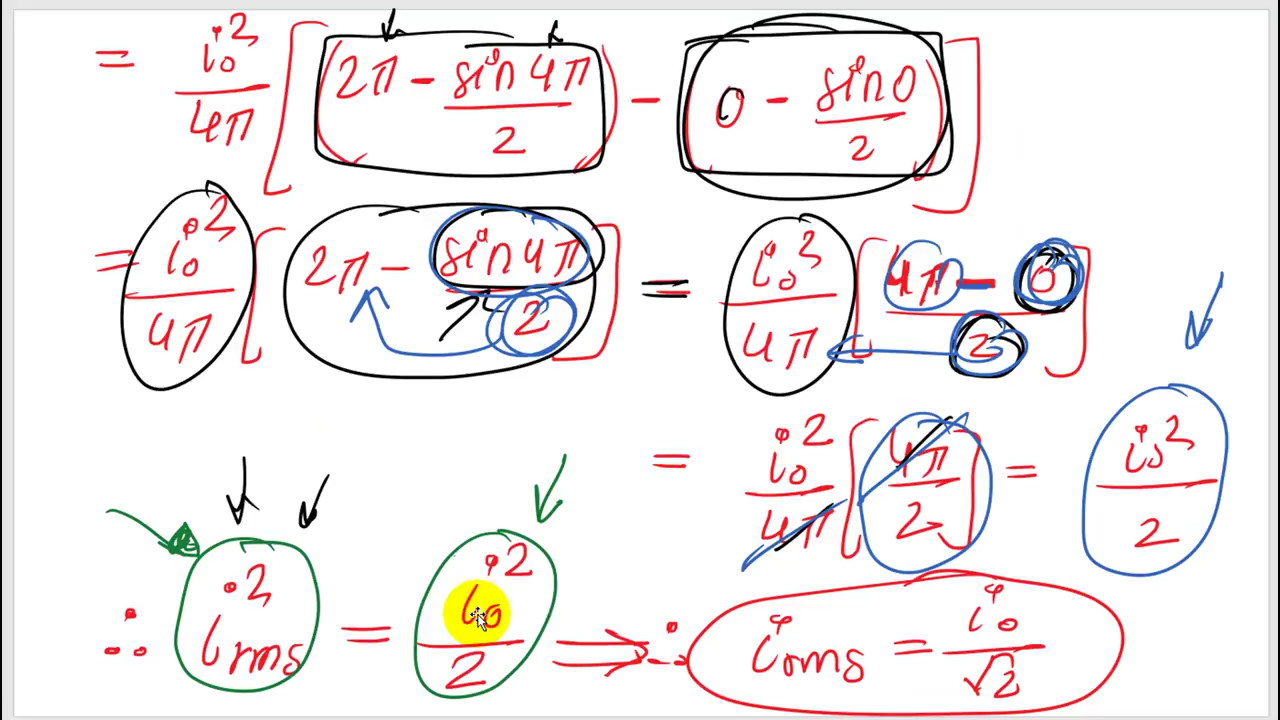 = i₀²/4π [(2π - sin4π/2) - (0 - sin0/2)]
= i₀²/4π [2π - sin4π/2] = i₀²/4π [4π - 0/2]
= i₀²/4π [4π/2] = i₀²/2
∴ i²rms = i₀²/2 ⟹ ∴ irms = i₀/√2